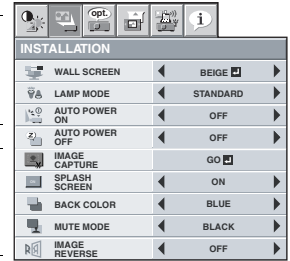 opt.
i
INSTALLATION
WALL SCREEN BEIGE
LAMP MODE STANDARD
AUTO POWER
ON OFF
AUTO POWER
OFF OFF
IMAGE
CAPTURE GO
SPLASH
SCREEN ON
BACK COLOR BLUE
MUTE MODE BLACK
IMAGE
REVERSE OFF